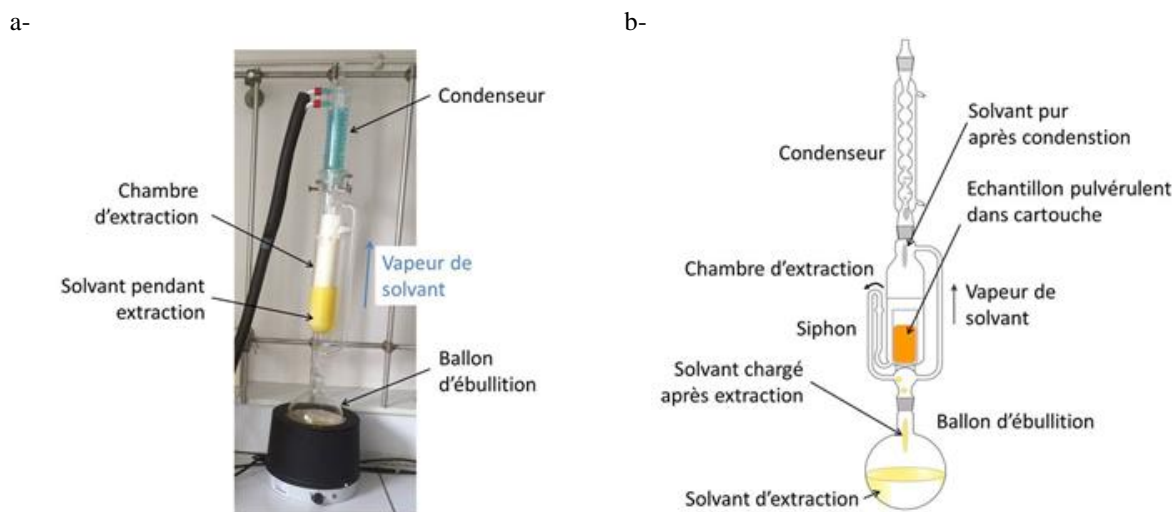 a-
Condenseur
Chambre
d'extraction
Vapeur de
solvant
Solvant pendant
extraction
Ballon
d'ébullition
b-
Solvant pur
après condenstion
Condenseur
Echantillon pulvérulent
dans cartouche
Chambre d'extraction
Vapeur de
solvant
Siphon
Solvant chargé
après extraction
Ballon d'ébullition
Solvant d'extraction